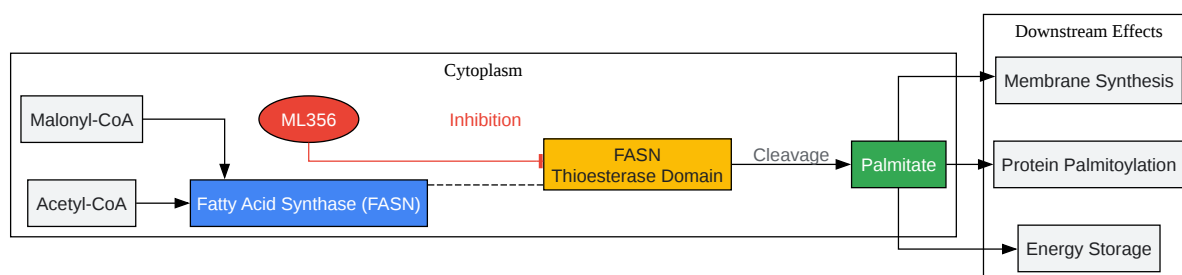 Downstream Effects
Cytoplasm
Membrane Synthesis
Malonyl-CoA
ML356
Inhibition
FASN
Thioesterase Domain
Cleavage
Palmitate
Protein Palmitoylation
Acetyl-CoA
Fatty Acid Synthase (FASN)
Energy Storage